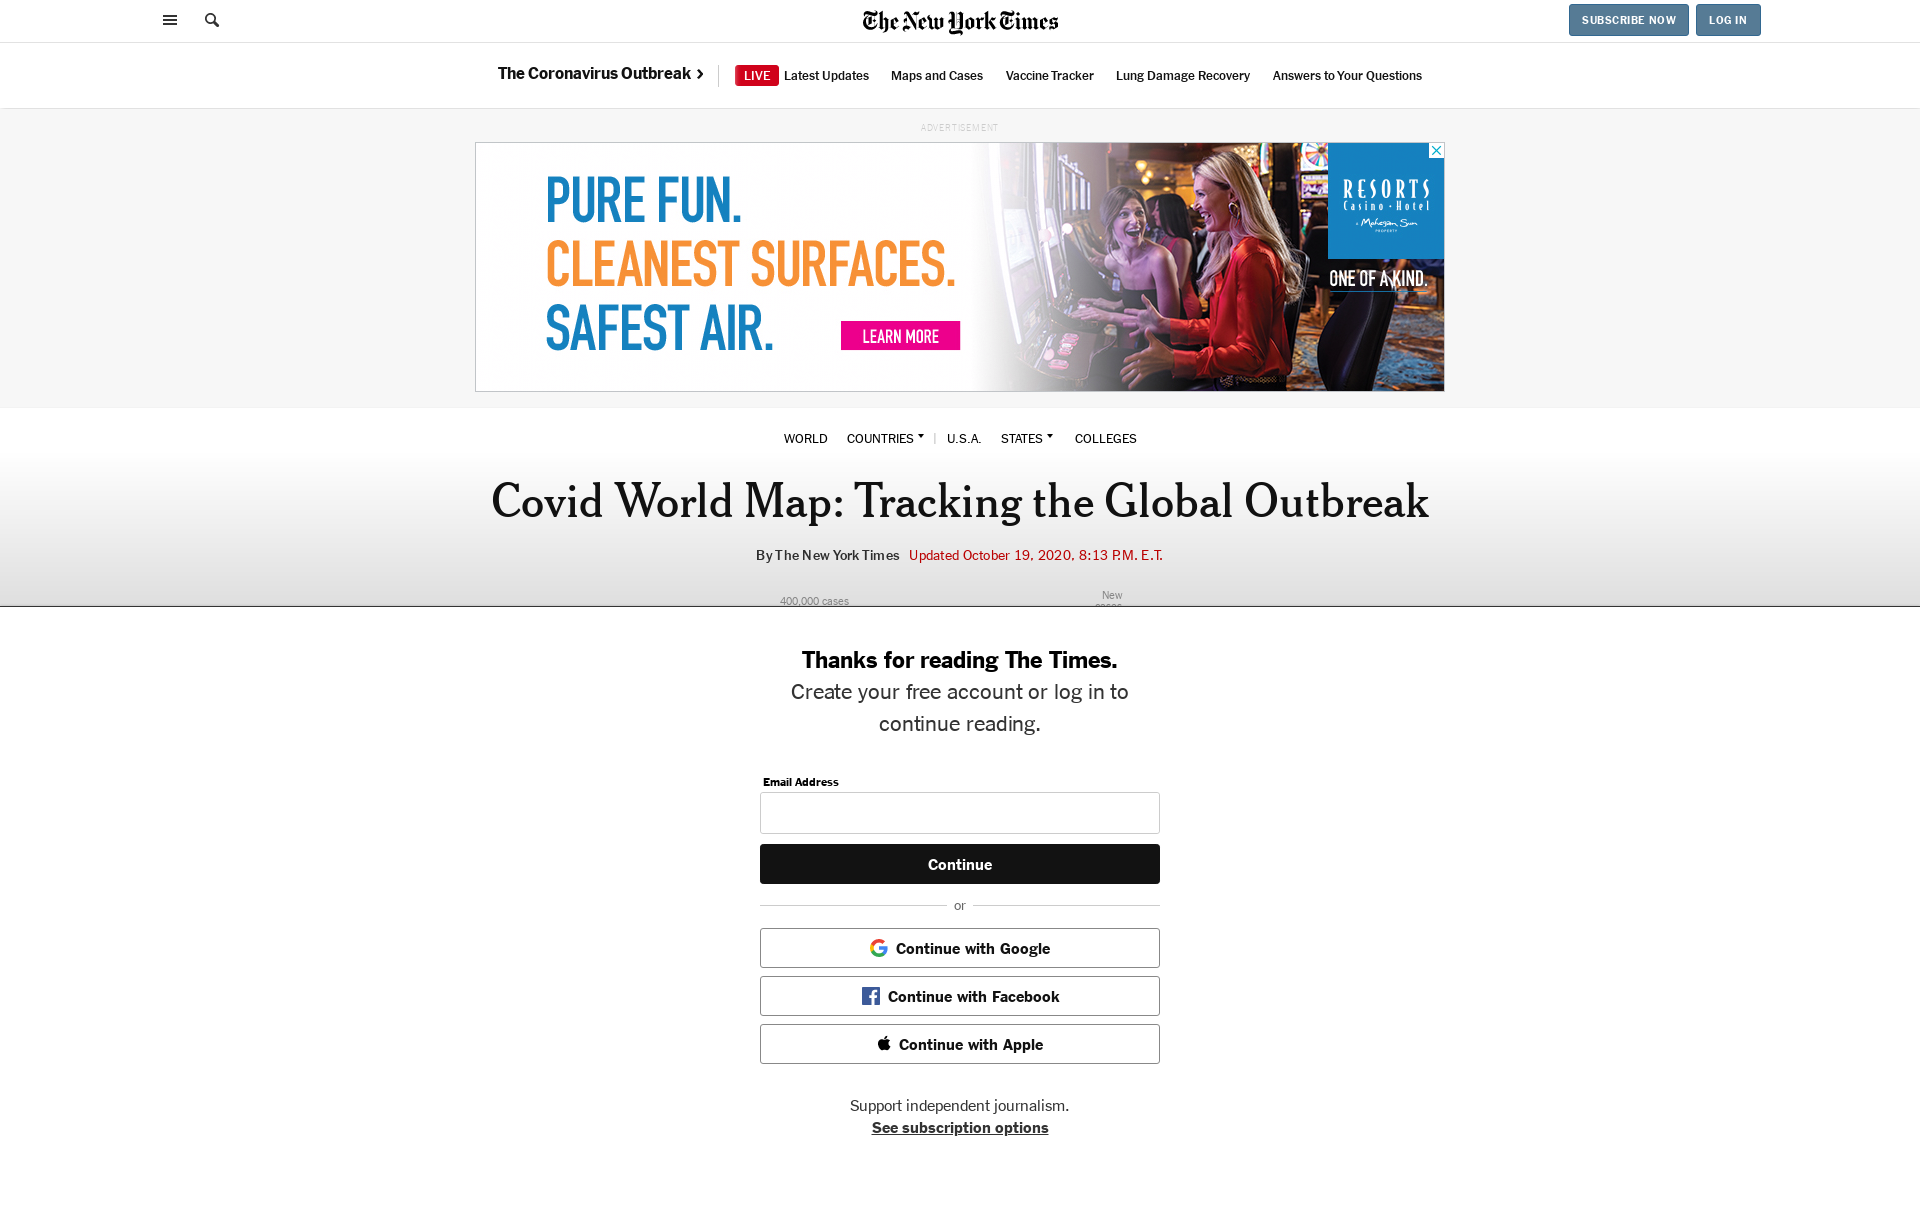 The New York Times
SUBSCRIBE NOW
LOG IN
The Coronavirus Outbreak
LIVE Latest Updates
Maps and Cases
Vaccine Tracker
Lung Damage Recovery
Answers to Your Questions
ADVERTISEMENT
PURE FUN.
CLEANEST SURFACES.
SAFEST AIR.
LEARN MORE
RESORTS
Casino · Hotel
a Mohegan Sun
PROPERTY
ONE OF A KIND.
WORLD
COUNTRIES
U.S.A.
STATES
COLLEGES
Covid World Map: Tracking the Global Outbreak
By The New York Times Updated October 19, 2020, 8:13 P.M. E.T.
400,000 cases
New
Thanks for reading The Times.
Create your free account or log in to
continue reading.
Email Address
Continue
or
Continue with Google
Continue with Facebook
Continue with Apple
Support independent journalism.
See subscription options